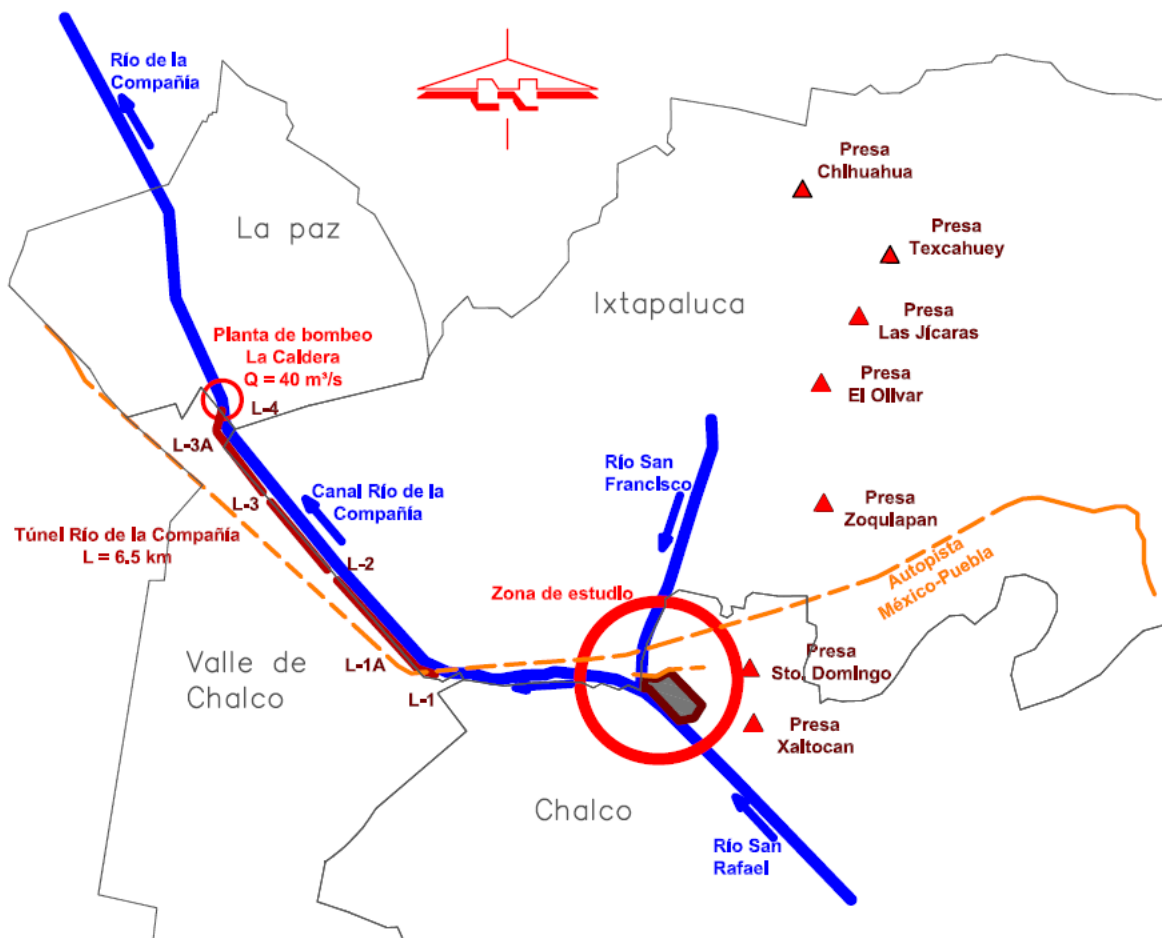 Río de la
Compañía
Presa
Chihuahua
La paz
Presa
Texcahuey
Ixtapaluca
Presa
Las Jícaras
Planta de bombeo
La Caldera
Q = 40 m³/s
Presa
El Olivar
L-4
L-3A
Río San
Francisco
Canal Río de la
Compañía
L-3
Presa
Zoquiapan
Túnel Río de la Compañía
L = 6.5 km
L-2
Autopista
México-Puebla
Zona de estudio
Valle de
Chalco
L-1A
L-1
Presa
Sto. Domingo
Presa
Xaltocan
Chalco
Río San
Rafael